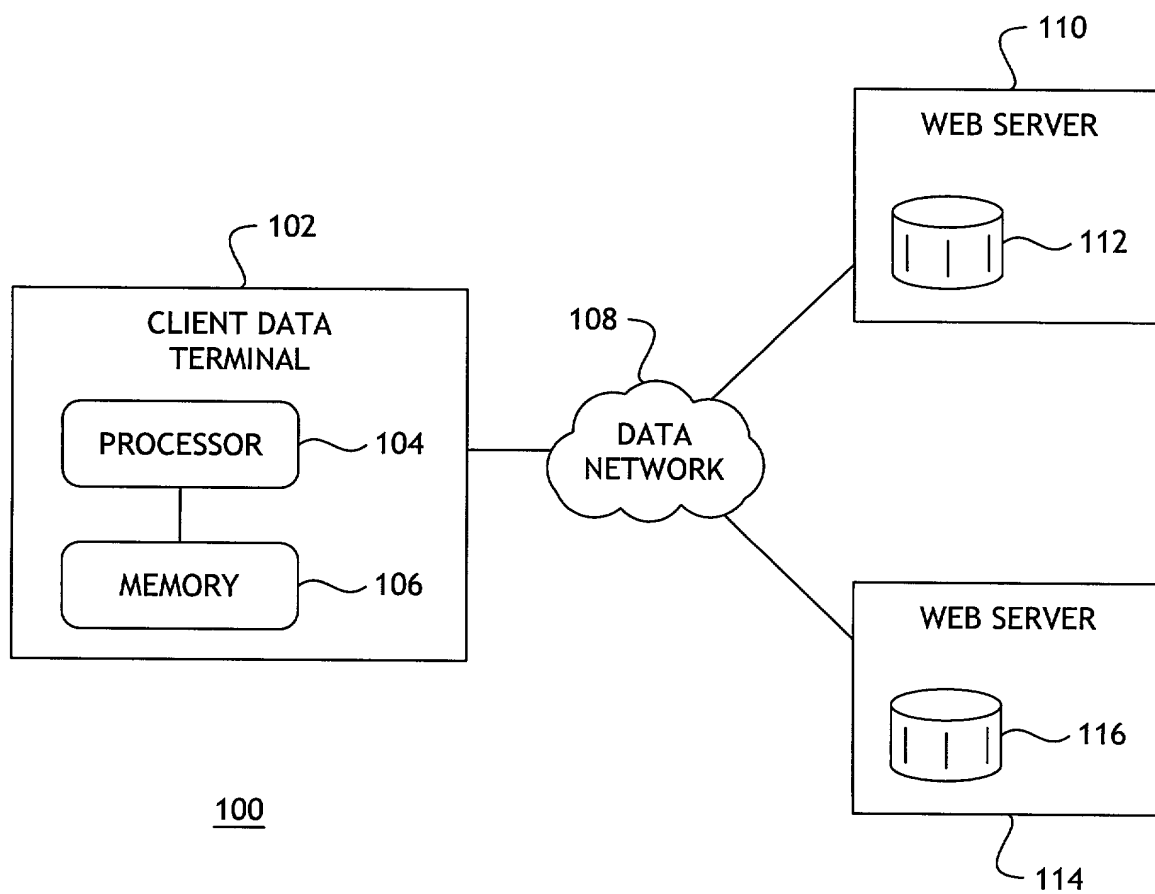 110
WEB SERVER
112
102
CLIENT DATA
TERMINAL
PROCESSOR
104
MEMORY
106
108
DATA
NETWORK
WEB SERVER
116
114
100